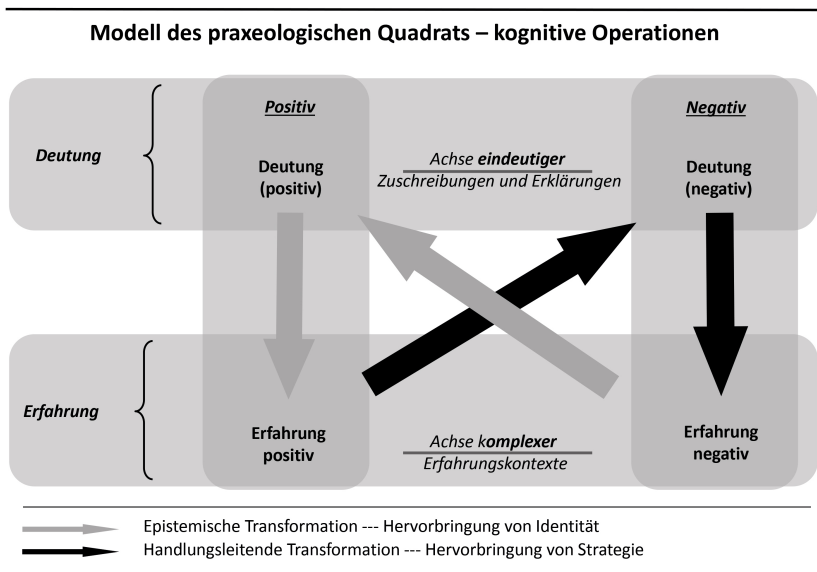 Modell des praxeologischen Quadrats – kognitive Operationen
Positiv
Negativ
Deutung
Deutung
(positiv)
Achse eindeutiger
Zuschreibungen und Erklärungen
Deutung
(negativ)
Erfahrung
Erfahrung
positiv
Achse komplexer
Erfahrungskontexte
Erfahrung
negativ
Epistemische Transformation --- Hervorbringung von Identität
Handlungsleitende Transformation --- Hervorbringung von Strategie